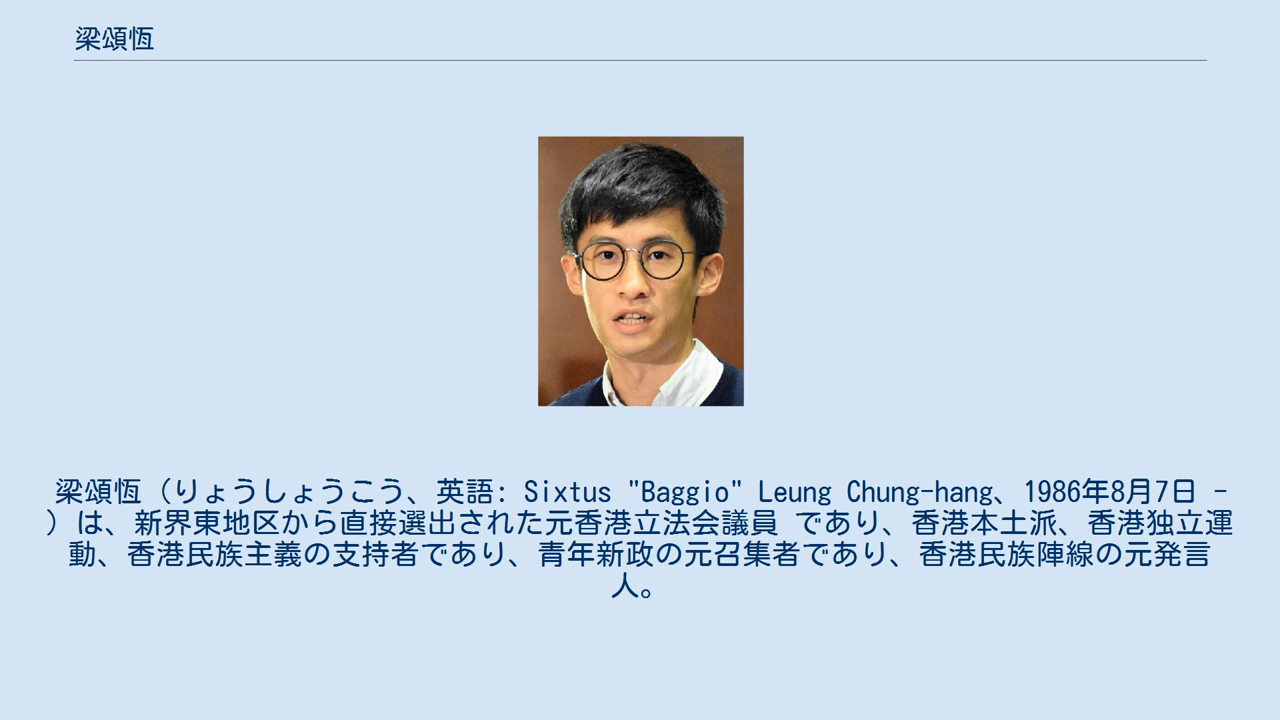 梁頌恆
梁頌恆（りょうしょうこう、英語: Sixtus "Baggio" Leung Chung-hang、1986年8月7日 -
）は、新界東地区から直接選出された元香港立法会議員 であり、香港本土派、香港独立運
動、香港民族主義の支持者であり、青年新政の元召集者であり、香港民族陣線の元発言
人。